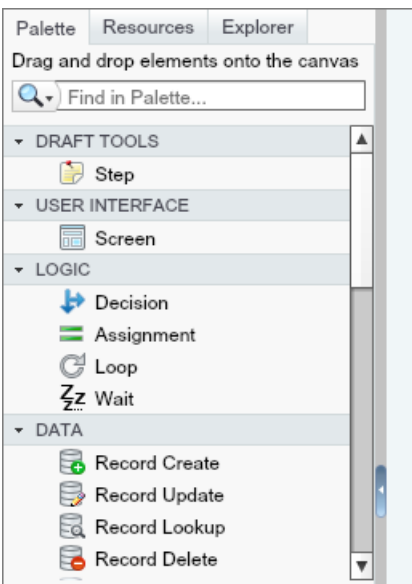 Palette Resources Explorer
Drag and drop elements onto the canvas
Find in Palette...
DRAFT TOOLS
Step
USER INTERFACE
Screen
LOGIC
Decision
Assignment
Loop
Zzz Wait
DATA
Record Create
Record Update
Record Lookup
Record Delete